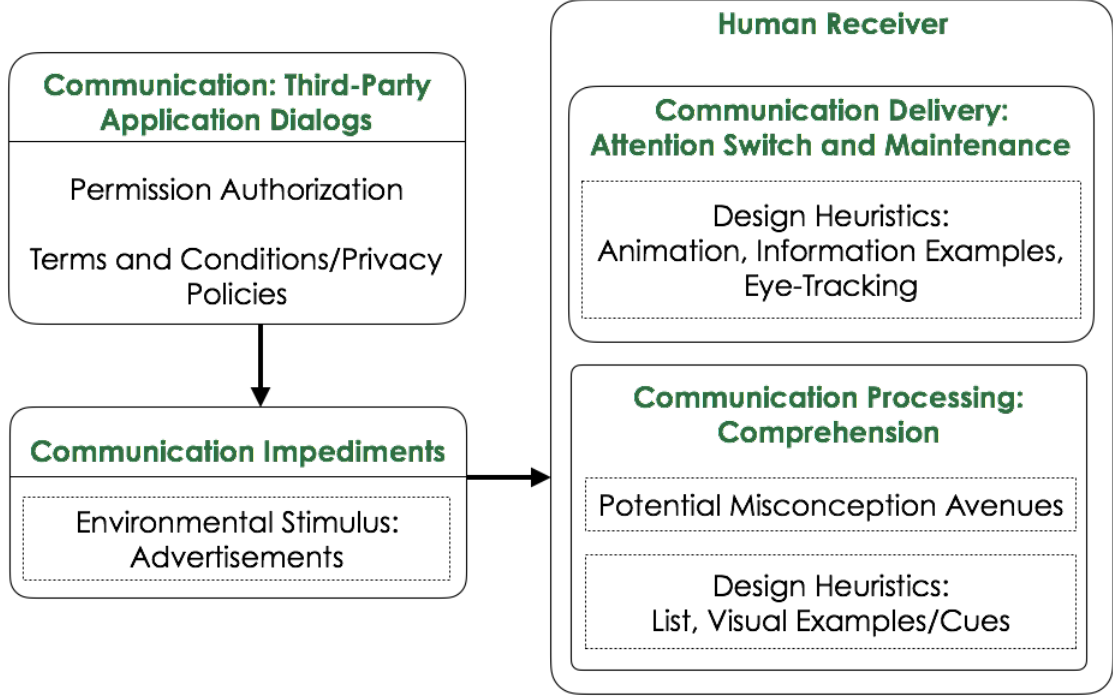 Communication: Third-Party
Application Dialogs
Permission Authorization
Terms and Conditions/Privacy
Policies
Communication Impediments
Environmental Stimulus:
Advertisements
Human Receiver
Communication Delivery:
Attention Switch and Maintenance
Design Heuristics:
Animation, Information Examples,
Eye-Tracking
Communication Processing:
Comprehension
Potential Misconception Avenues
Design Heuristics:
List, Visual Examples/Cues